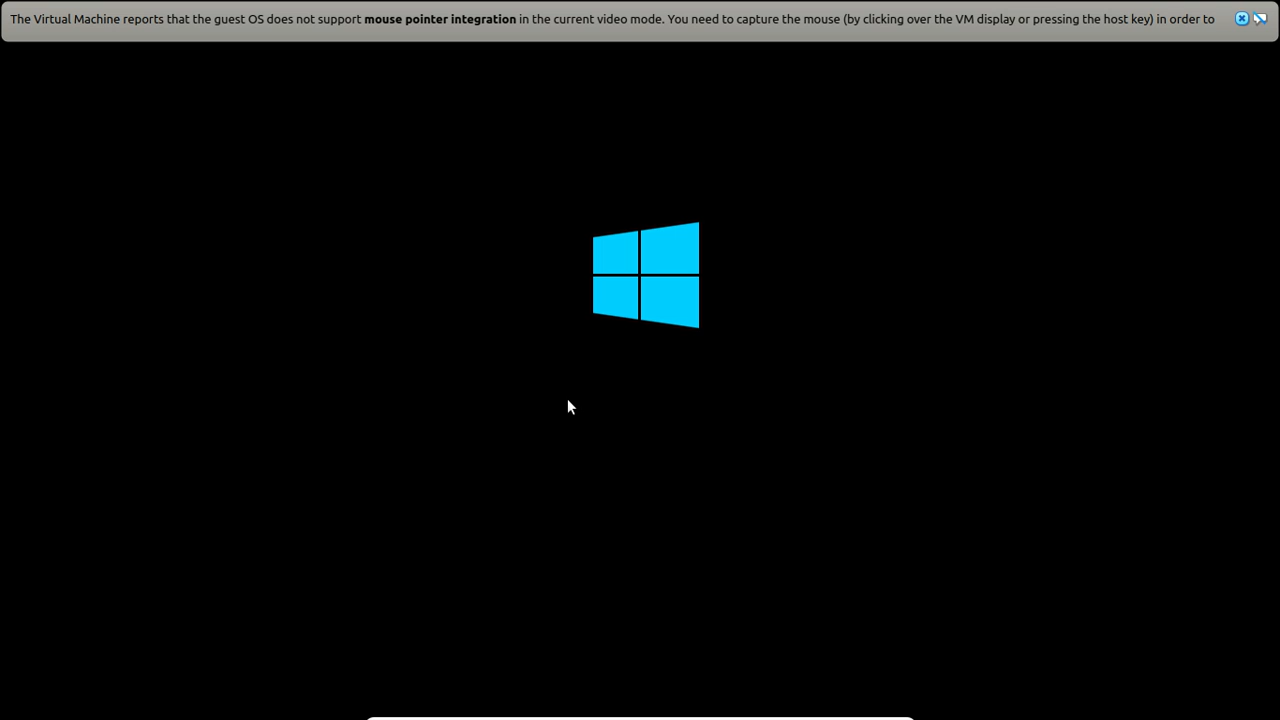 The Virtual Machine reports that the guest OS does not support mouse pointer integration in the current video mode. You need to capture the mouse (by clicking over the VM display or pressing the host key) in order to